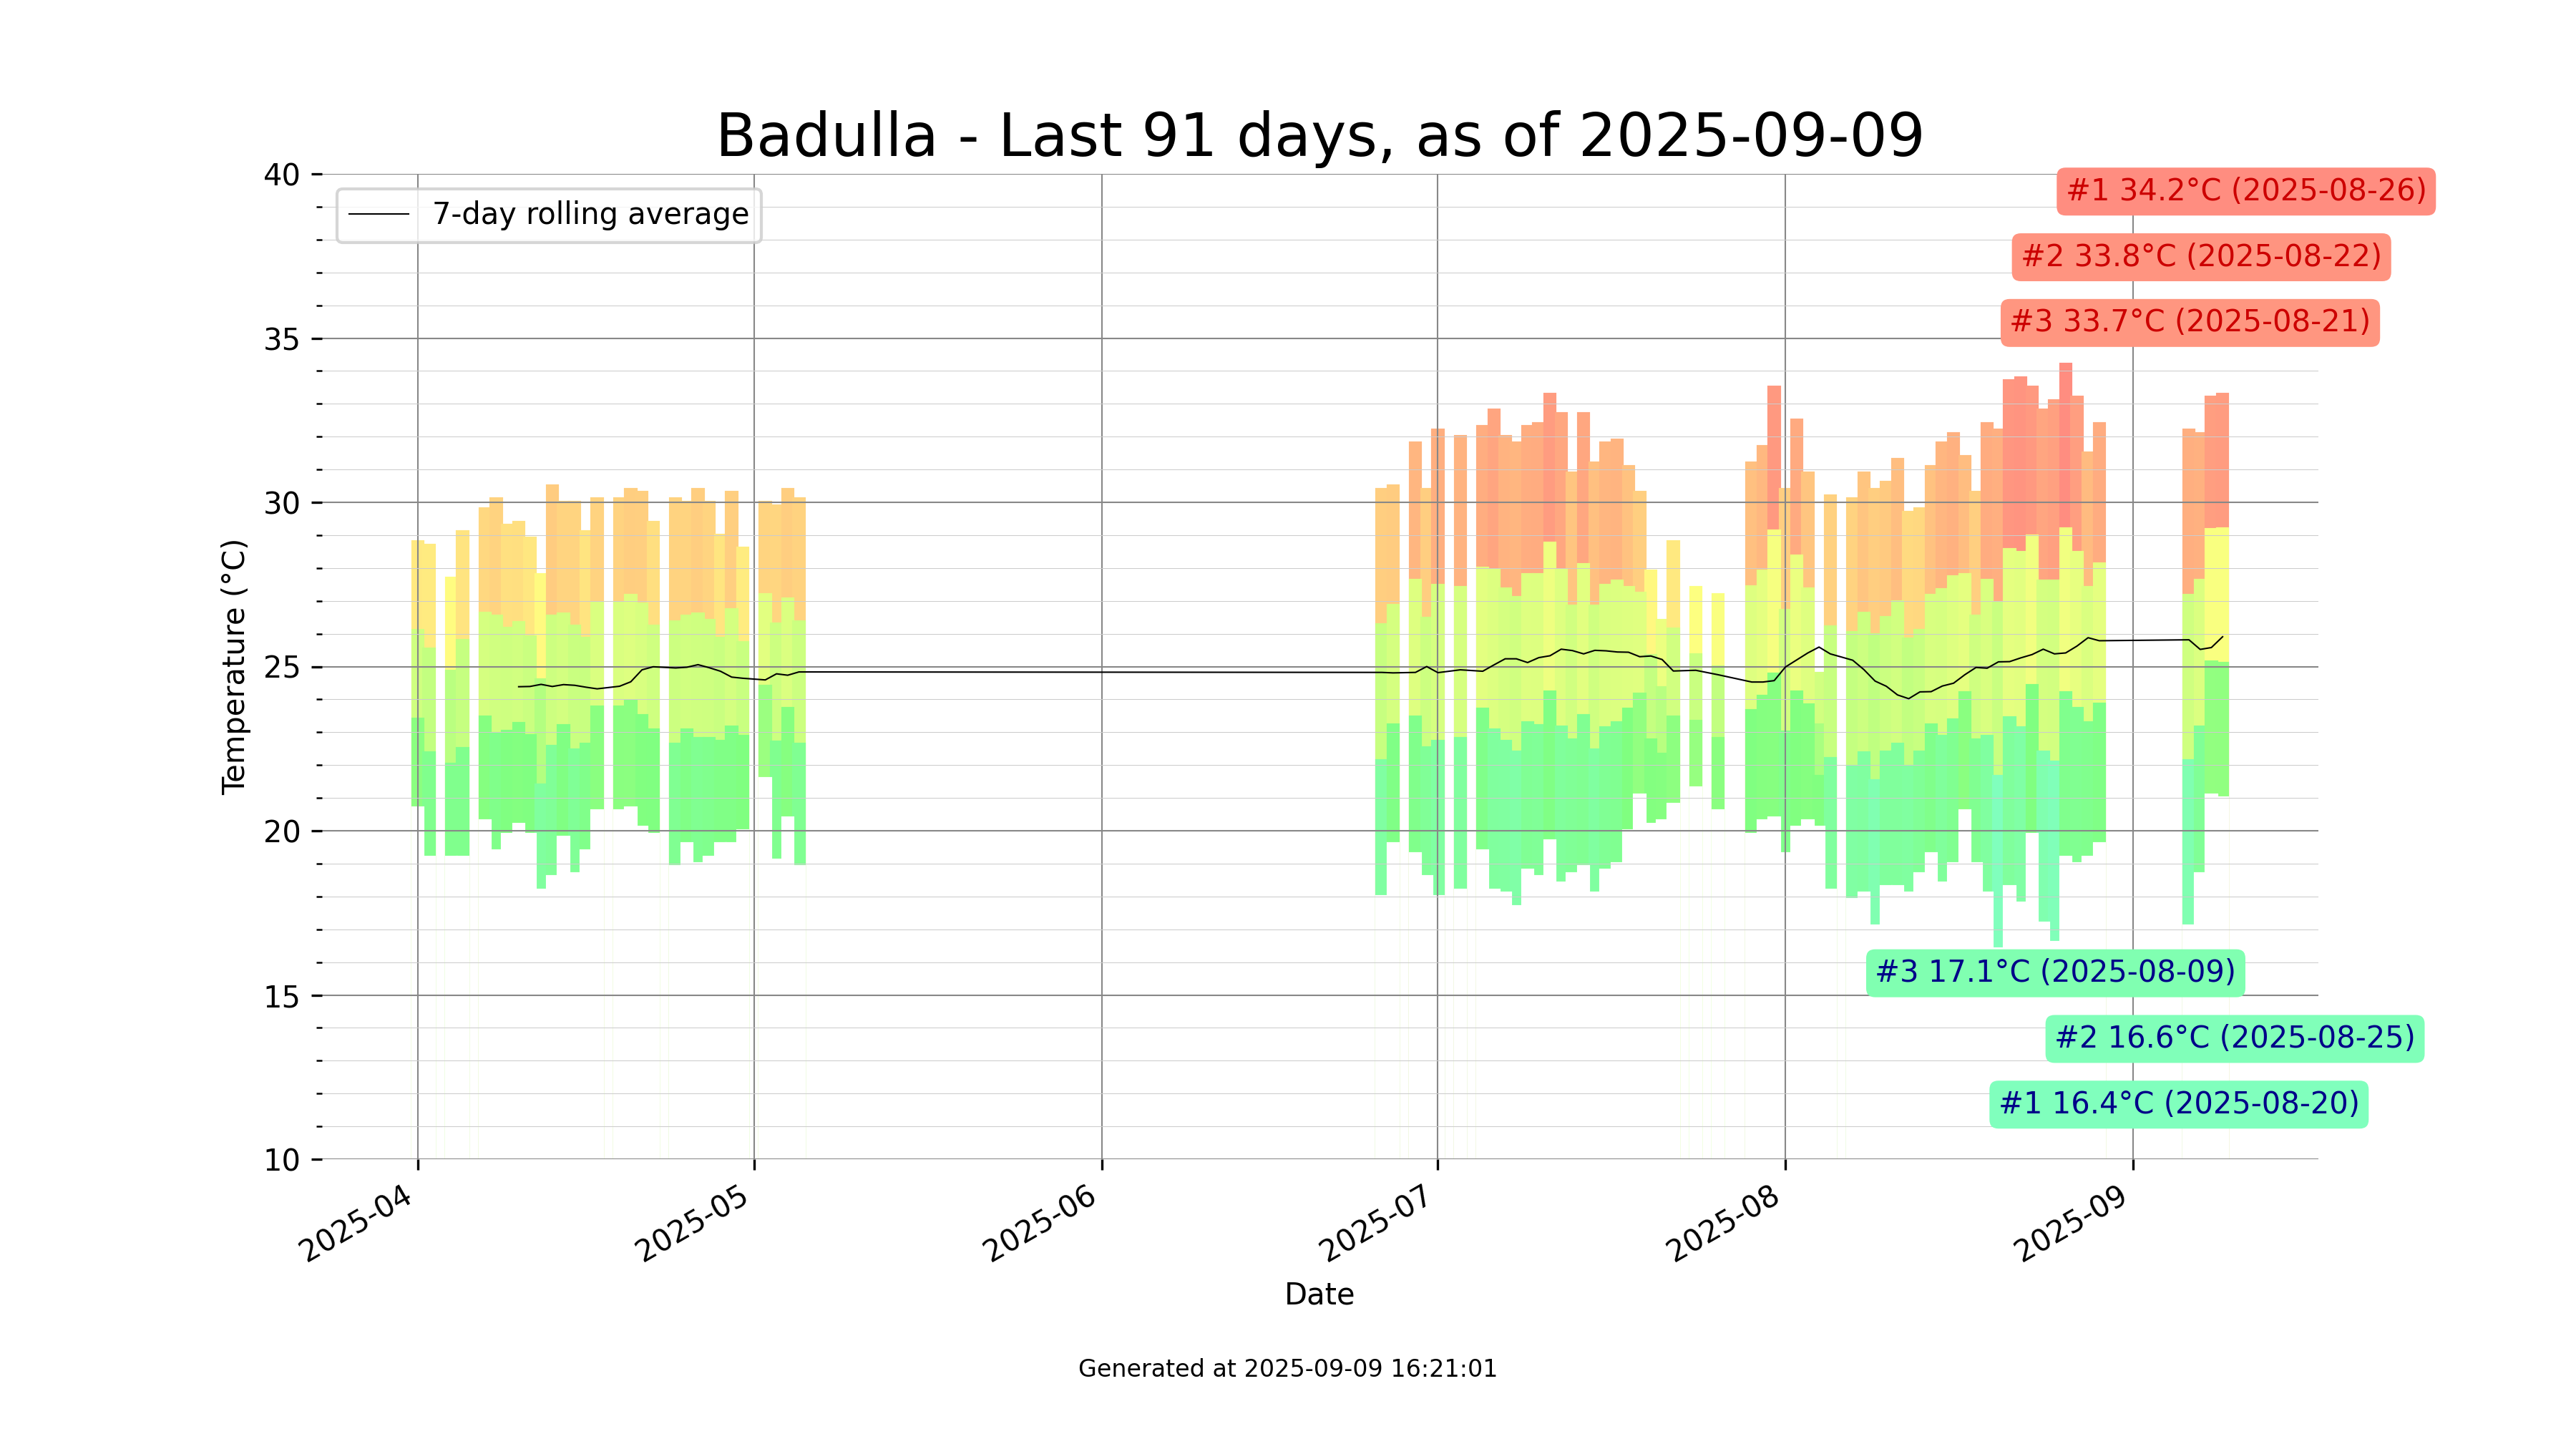 Badulla - Last 91 days, as of 2025-09-09
7-day rolling average
#1 34.2°C (2025-08-26)
#2 33.8°C (2025-08-22)
#3 33.7°C (2025-08-21)
Temperature (°C)
40
35
30
25
20
15
10
#3 17.1°C (2025-08-09)
#2 16.6°C (2025-08-25)
#1 16.4°C (2025-08-20)
2025-04
2025-05
2025-06
2025-07
2025-08
2025-09
Date
Generated at 2025-09-09 16:21:01